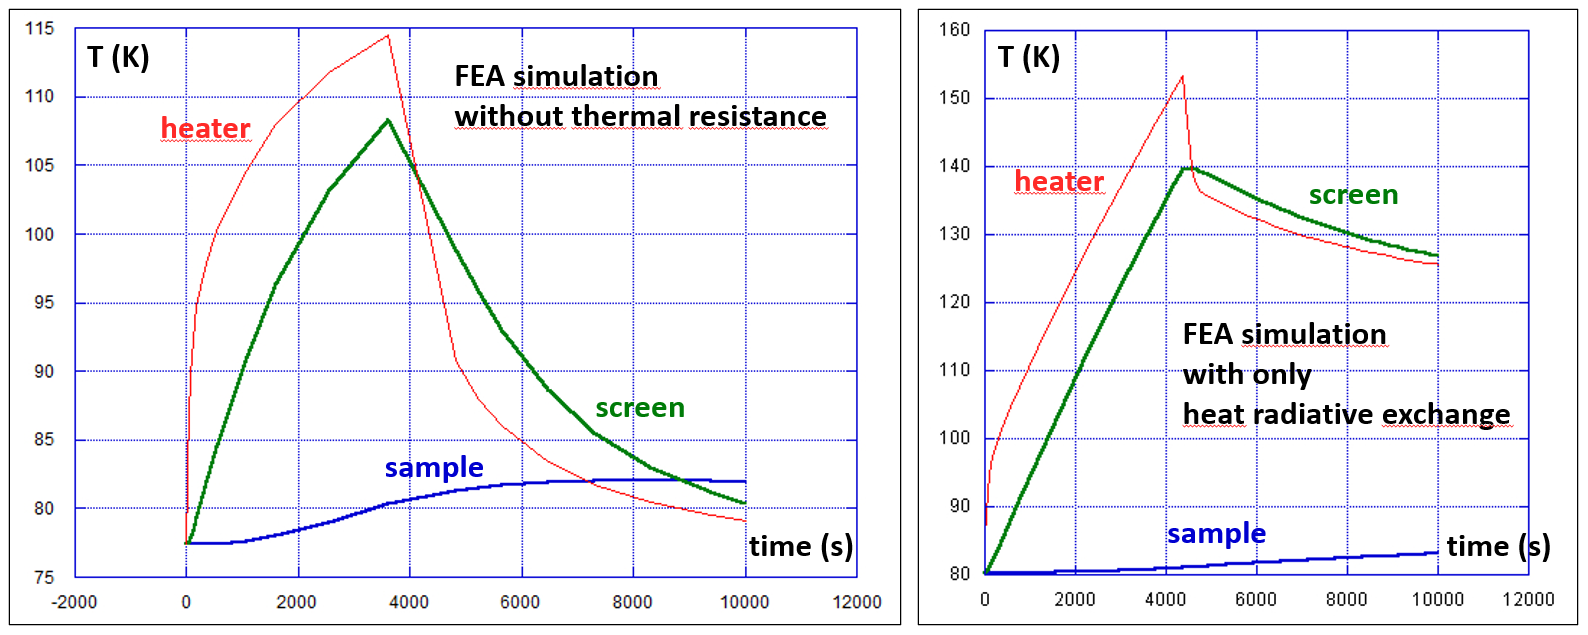 115
110
105
100
95
90
85
80
75
T (K)
FEA simulation
without thermal resistance
heater
screen
sample
time (s)
-2000 0 2000 4000 6000 8000 10000 12000
160
150
140
130
120
110
100
90
80
T (K)
heater
screen
FEA simulation
with only
heat radiative exchange
sample
time (s)
0 2000 4000 6000 8000 10000 12000